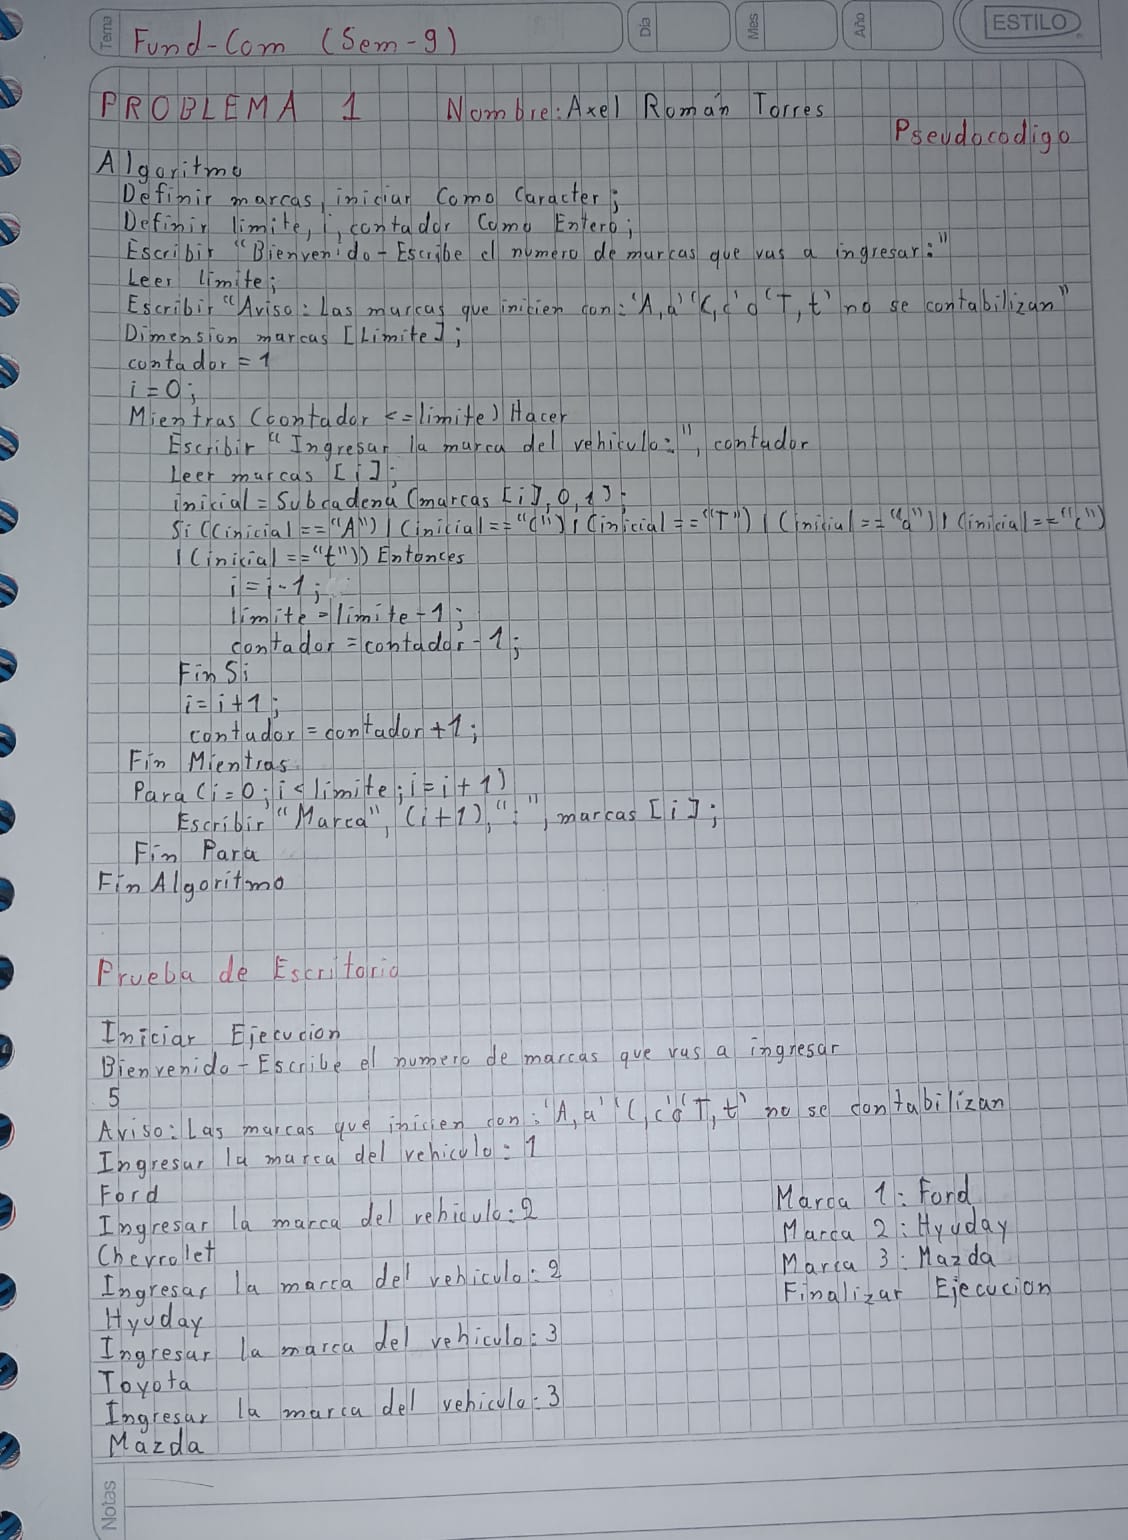 Tema Fund-Com (Sem-9) Día Mes Año ESTILO
PROBLEMA 1 Nombre: Axel Roman Torres
Pseudocodigo
Algoritmo
Definir marcas, iniciar Como Caracter;
Definir limite, i, contador Como Entero;
Escribir "Bienvenido-Escribe el numero de marcas que vas a ingresar:"
Leer limite;
Escribir "Aviso: Las marcas que inicien con: 'A,a' 'C,c' o 'T,t' no se contabilizan"
Dimension marcas [Limite];
contador = 1
i=0;
Mientras (contador <= limite) Hacer
Escribir "Ingresar la marca del vehiculo:", contador
Leer marcas [i];
inicial = Subcadena (marcas [i], 0, 1);
Si ((inicial == "A") | (inicial == "C") | (inicial == "T") | (inicial == "a") | (inicial == "c")
| (inicial == "t")) Entonces
i=i-1;
limite = limite-1;
contador = contador-1;
Fin Si
i=i+1;
contador = contador+1;
Fin Mientras
Para (i=0; i<limite; i=i+1)
Escribir "Marca", (i+1), ":", marcas [i];
Fin Para
Fin Algoritmo
Prueba de Escritorio
Iniciar Ejecucion
Bienvenido-Escribe el numero de marcas que vas a ingresar
5
Aviso: Las marcas que inicien con: 'A,a' 'C,c' o 'T,t' no se contabilizan
Ingresar la marca del vehiculo: 1
Ford
Ingresar la marca del vehiculo: 2
Chevrolet
Ingresar la marca del vehiculo: 2
Hyuday
Ingresar la marca del vehiculo: 3
Toyota
Ingresar la marca del vehiculo: 3
Mazda
Marca 1: Ford
Marca 2: Hyuday
Marca 3: Mazda
Finalizar Ejecucion
Notas